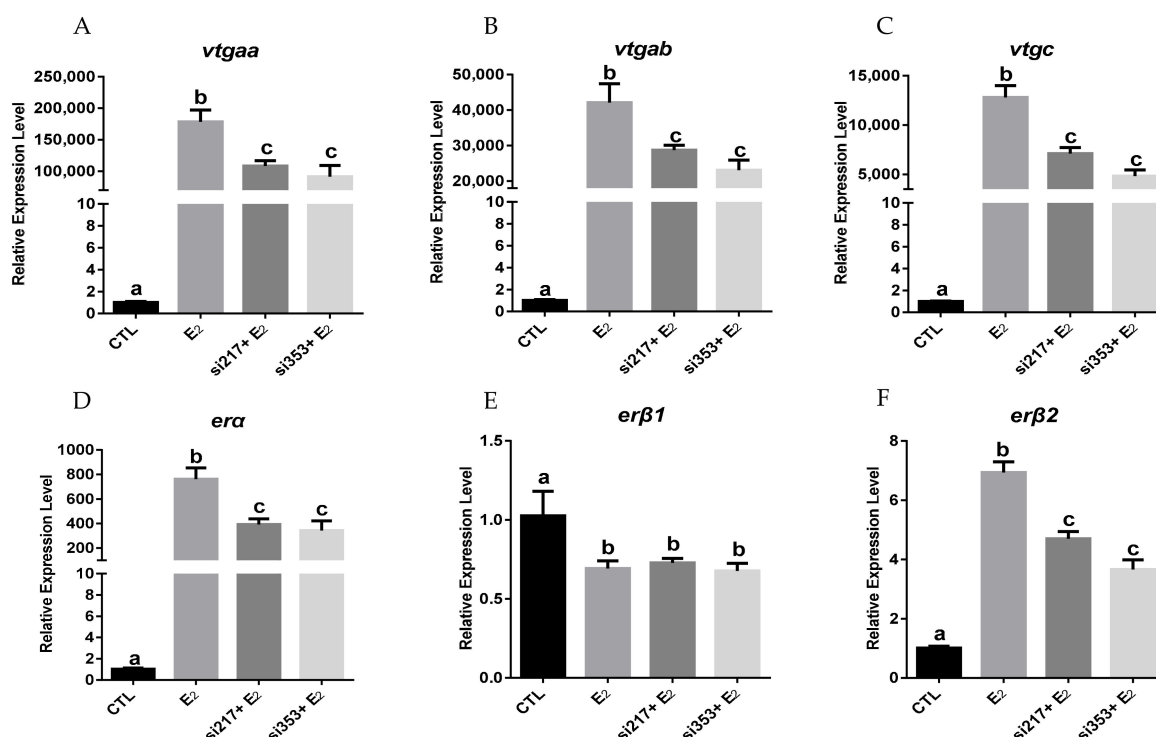 A
vtgaa
Relative Expression Level
250,000
200,000
150,000
100,000
10
8
6
4
2
0
a
b
c
c
CTL
E2
si217+ E2
si353+ E2
B
vtgab
Relative Expression Level
50,000
40,000
30,000
20,000
10
8
6
4
2
0
a
b
c
c
CTL
E2
si217+ E2
si353+ E2
C
vtgc
Relative Expression Level
15,000
10,000
5,000
10
8
6
4
2
0
a
b
c
c
CTL
E2
si217+ E2
si353+ E2
D
erα
Relative Expression Level
1000
800
600
400
200
10
8
6
4
2
0
a
b
c
c
CTL
E2
si217+ E2
si353+ E2
E
erβ1
Relative Expression Level
1.5
1.0
0.5
0.0
a
b
b
b
CTL
E2
si217+ E2
si353+ E2
F
erβ2
Relative Expression Level
8
6
4
2
0
a
b
c
c
CTL
E2
si217+ E2
si353+ E2